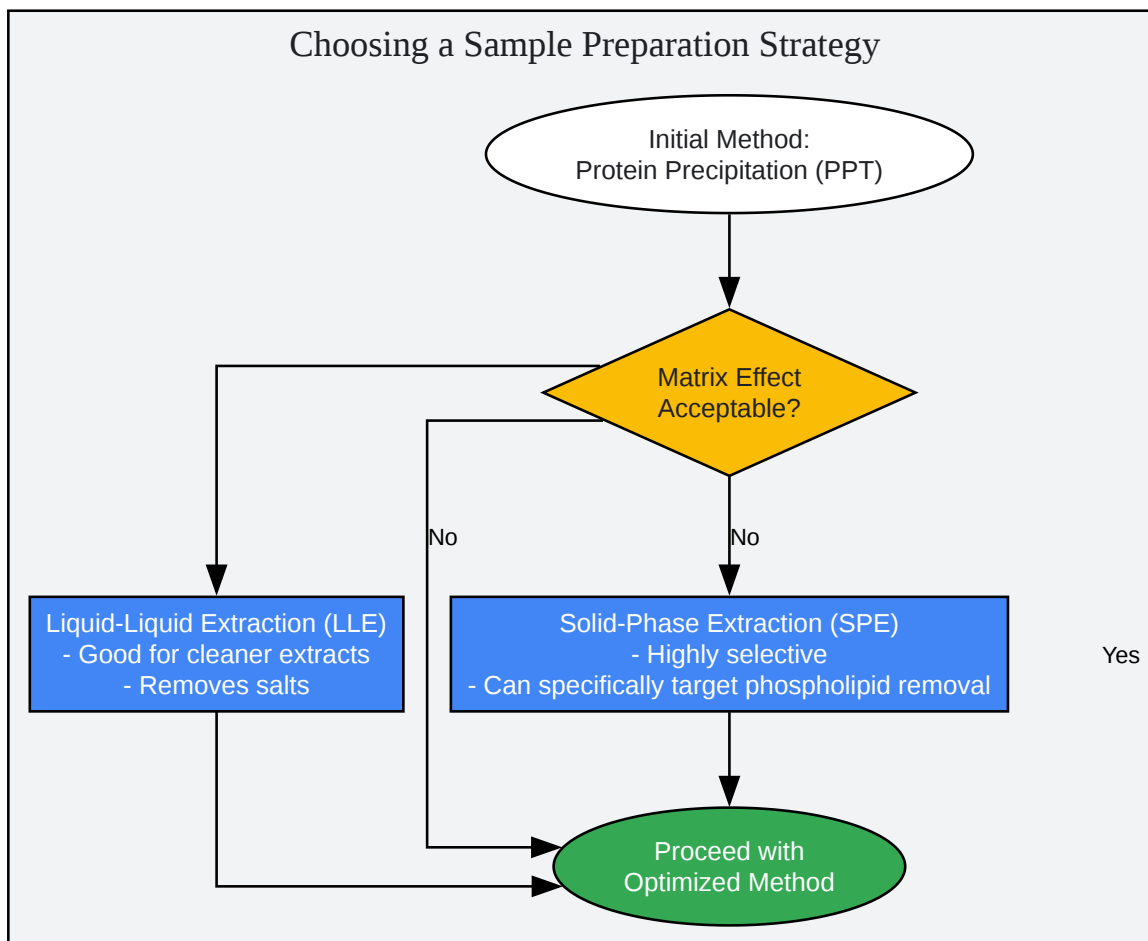 Choosing a Sample Preparation Strategy
Initial Method:
Protein Precipitation (PPT)
Matrix Effect
Acceptable?
No
No
Liquid-Liquid Extraction (LLE)
- Good for cleaner extracts
- Removes salts
Solid-Phase Extraction (SPE)
- Highly selective
- Can specifically target phospholipid removal
Yes
Proceed with
Optimized Method